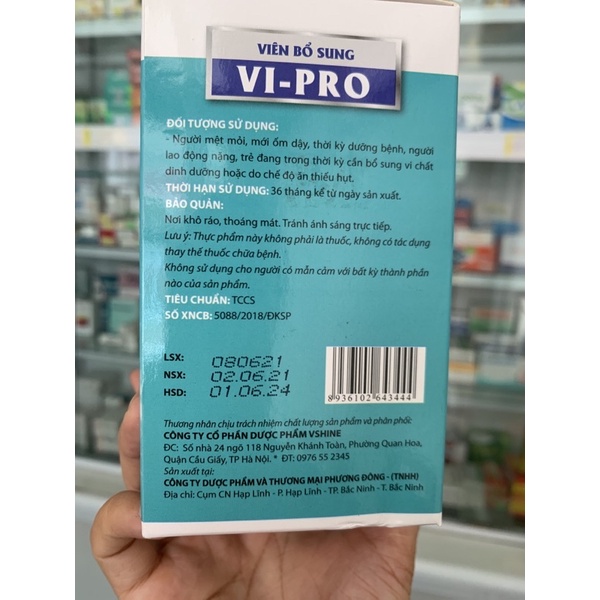 VIÊN BỔ SUNG
VI-PRO
ĐỐI TƯỢNG SỬ DỤNG:
- Người mệt mỏi, mới ốm dậy, thời kỳ dưỡng bệnh, người
lao động nặng, trẻ đang trong thời kỳ cần bổ sung vi chất
dinh dưỡng hoặc do chế độ ăn thiếu hụt.
THỜI HẠN SỬ DỤNG: 36 tháng kể từ ngày sản xuất.
BẢO QUẢN:
Nơi khô ráo, thoáng mát. Tránh ánh sáng trực tiếp.
Lưu ý: Thực phẩm này không phải là thuốc, không có tác dụng
thay thế thuốc chữa bệnh.
Không sử dụng cho người có mẫn cảm với bất kỳ thành phần
nào của sản phẩm.
TIÊU CHUẨN: TCCS
SỐ XNCB: 5088/2018/ĐKSP
LSX: 080621
NSX: 02.06.21
HSD: 01.06.24
8 936102 643444
Thương nhân chịu trách nhiệm chất lượng sản phẩm và phân phối:
CÔNG TY CỔ PHẦN DƯỢC PHẨM VSHINE
ĐC: Số nhà 24 ngõ 118 Nguyễn Khánh Toàn, Phường Quan Hoa,
Quận Cầu Giấy, TP Hà Nội. * ĐT: 0976 55 2345
Sản xuất tại:
CÔNG TY DƯỢC PHẨM VÀ THƯƠNG MẠI PHƯƠNG ĐÔNG - (TNHH)
Địa chỉ: Cụm CN Hạp Lĩnh - P. Hạp Lĩnh - TP. Bắc Ninh - T. Bắc Ninh